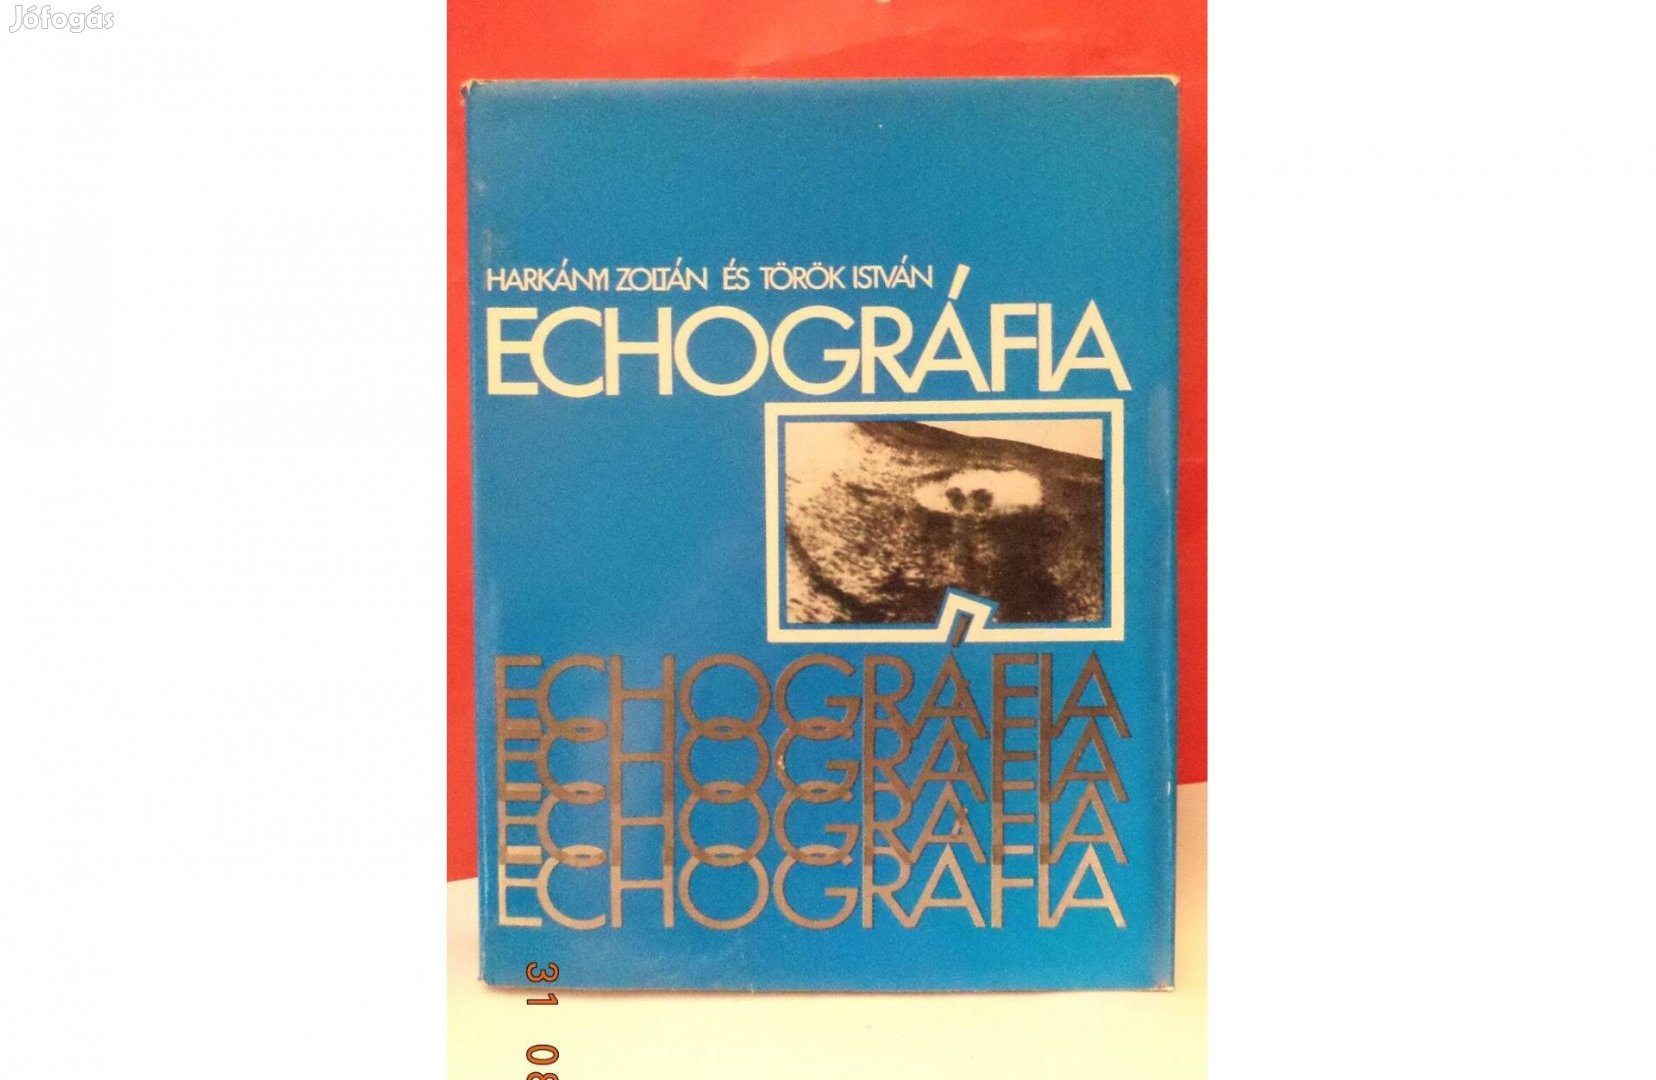 Jófogás
HARKÁNYI ZOLTÁN ÉS TÖRÖK ISTVÁN
ECHOGRÁFIA
ECHOGRÁFIA
ECHOGRÁFIA
ECHOGRÁFIA
ECHOGRÁFIA
31 08